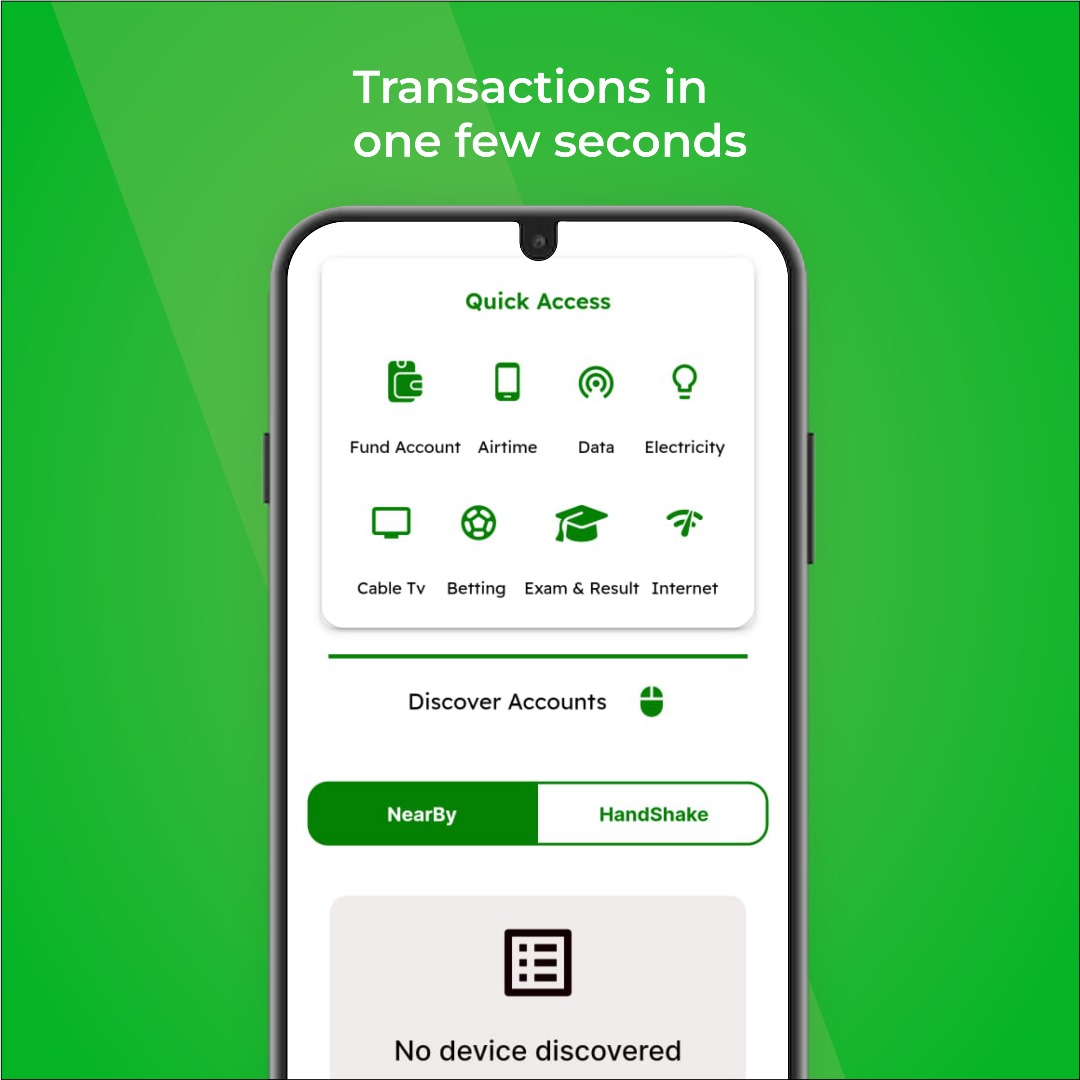 Transactions in
one few seconds
Quick Access
Fund Account Airtime Data Electricity
Cable Tv Betting Exam & Result Internet
Discover Accounts
NearBy HandShake
No device discovered